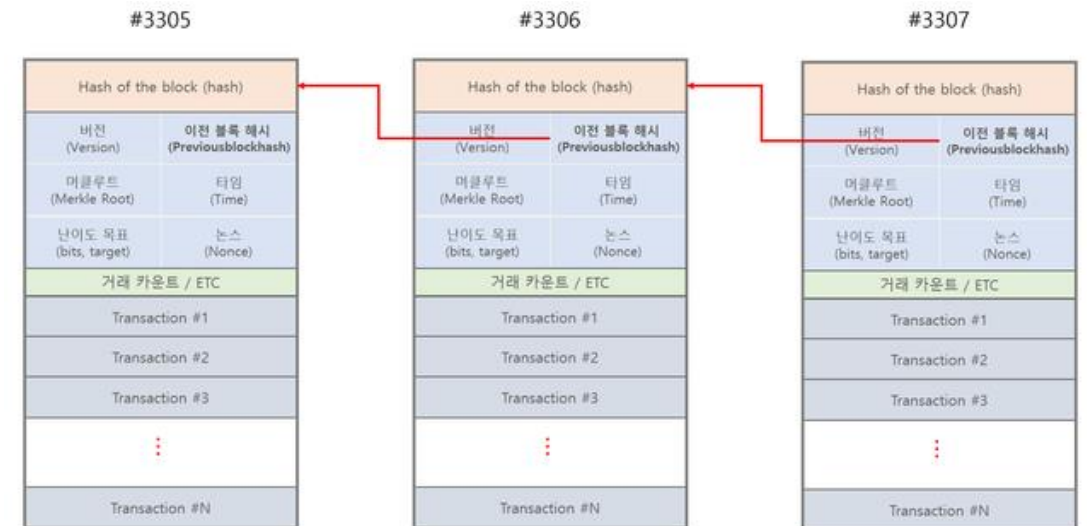 #3305
Hash of the block (hash)
버전
(Version)
이전 블록 해시
(Previousblockhash)
머클루트
(Merkle Root)
타임
(Time)
난이도 목표
(bits, target)
논스
(Nonce)
거래 카운트 / ETC
Transaction #1
Transaction #2
Transaction #3
⋮
Transaction #N
#3306
Hash of the block (hash)
버전
(Version)
이전 블록 해시
(Previousblockhash)
머클루트
(Merkle Root)
타임
(Time)
난이도 목표
(bits, target)
논스
(Nonce)
거래 카운트 / ETC
Transaction #1
Transaction #2
Transaction #3
⋮
Transaction #N
#3307
Hash of the block (hash)
버전
(Version)
이전 블록 해시
(Previousblockhash)
머클루트
(Merkle Root)
타임
(Time)
난이도 목표
(bits, target)
논스
(Nonce)
거래 카운트 / ETC
Transaction #1
Transaction #2
Transaction #3
⋮
Transaction #N